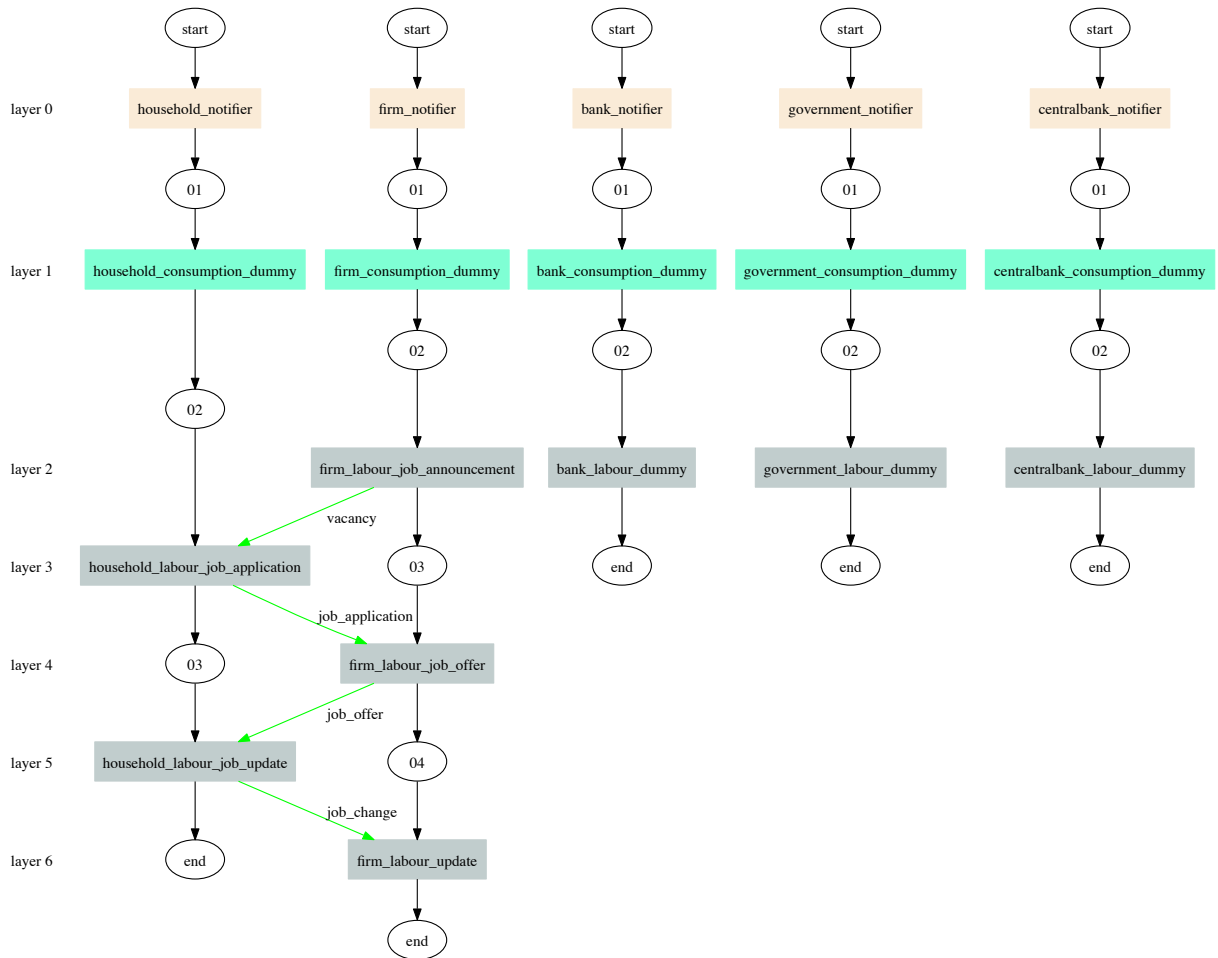 start
start
start
start
start
layer 0
household_notifier
firm_notifier
bank_notifier
government_notifier
centralbank_notifier
01
01
01
01
01
layer 1
household_consumption_dummy
firm_consumption_dummy
bank_consumption_dummy
government_consumption_dummy
centralbank_consumption_dummy
02
02
02
02
02
layer 2
firm_labour_job_announcement
bank_labour_dummy
government_labour_dummy
centralbank_labour_dummy
vacancy
layer 3
household_labour_job_application
03
end
end
end
job_application
layer 4
03
firm_labour_job_offer
job_offer
layer 5
household_labour_job_update
04
job_change
layer 6
end
firm_labour_update
end